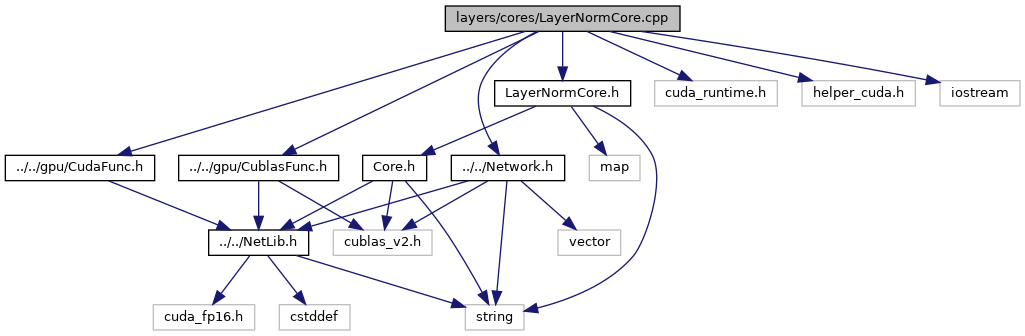 layers/cores/LayerNormCore.cpp
LayerNormCore.h
cuda_runtime.h
helper_cuda.h
iostream
../../gpu/CudaFunc.h
../../gpu/CublasFunc.h
Core.h
../../Network.h
map
../../NetLib.h
cublas_v2.h
vector
cuda_fp16.h
cstddef
string